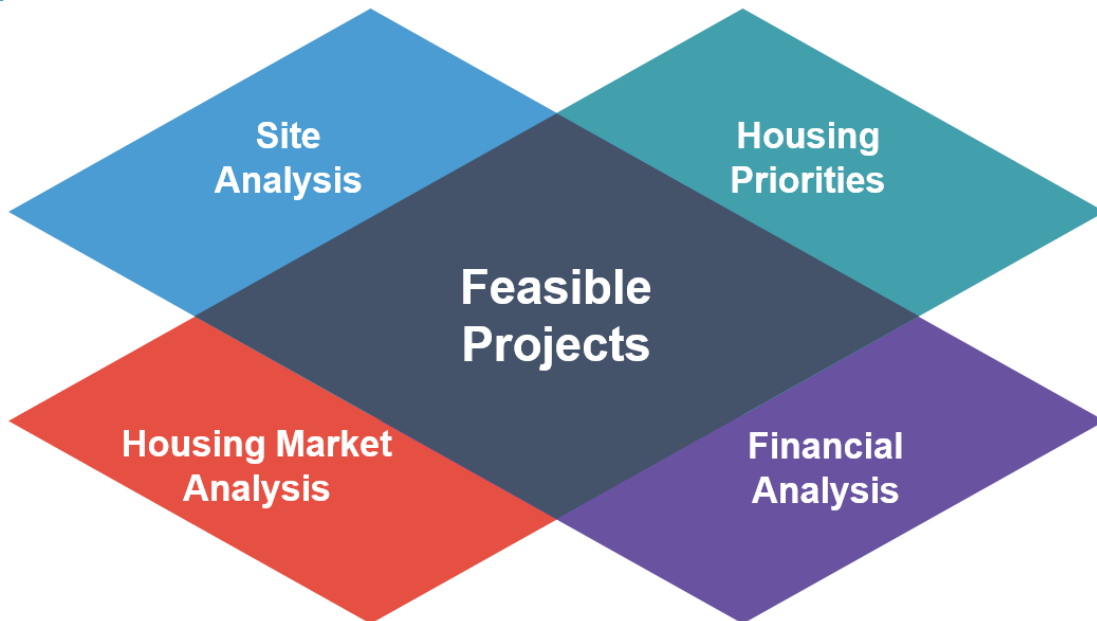 Site
Analysis
Housing
Priorities
Feasible
Projects
Housing Market
Analysis
Financial
Analysis